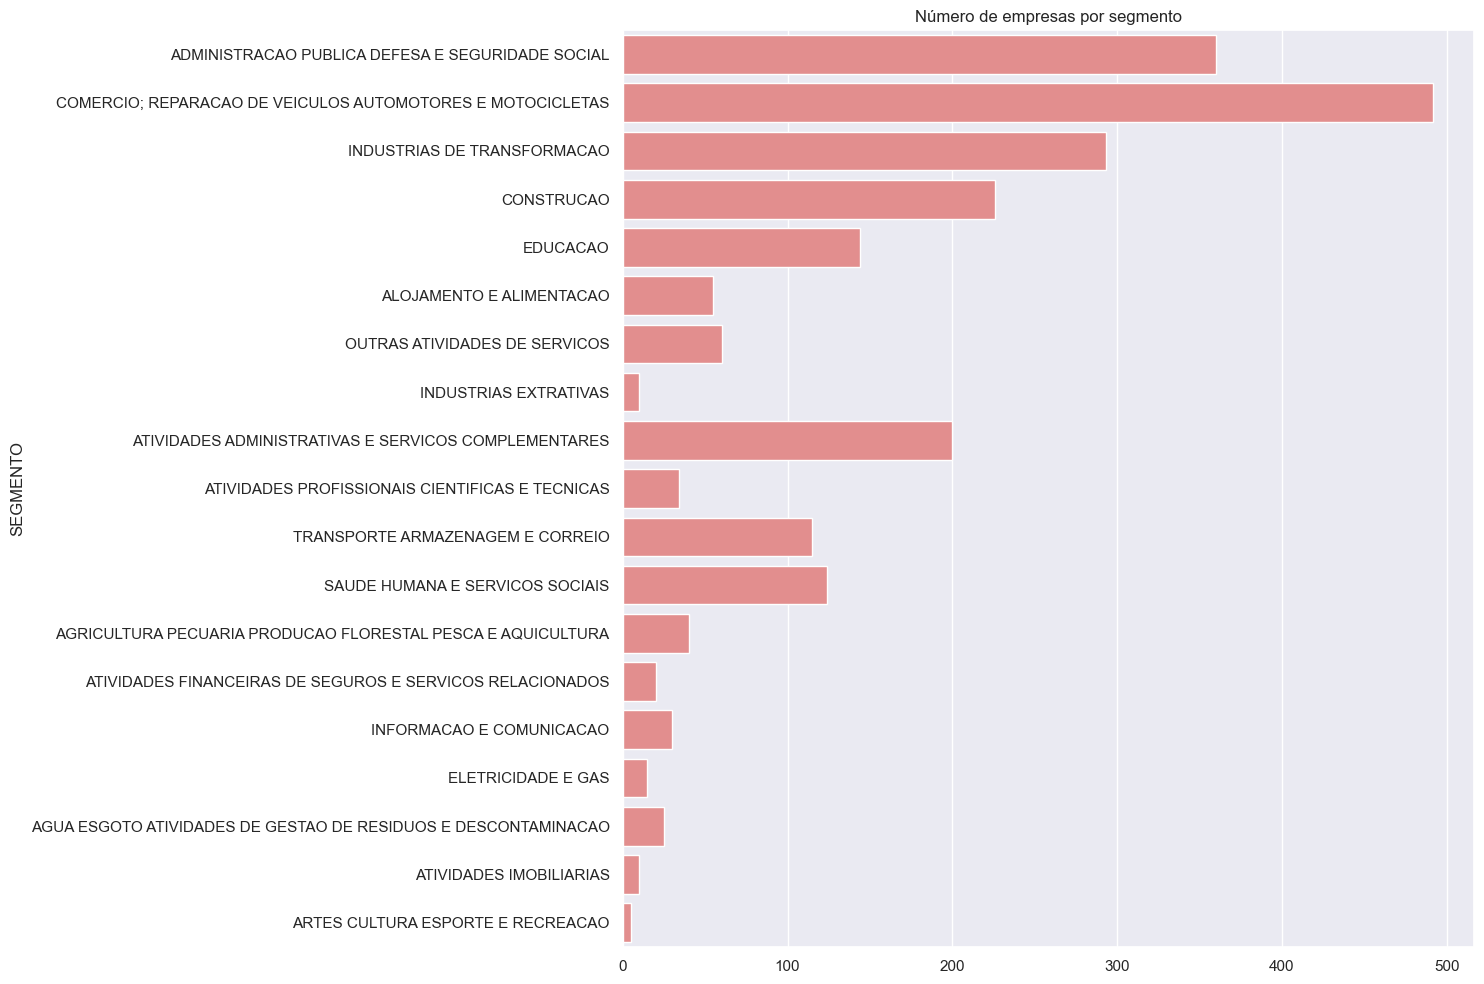 Número de empresas por segmento
ADMINISTRACAO PUBLICA DEFESA E SEGURIDADE SOCIAL
COMERCIO; REPARACAO DE VEICULOS AUTOMOTORES E MOTOCICLETAS
INDUSTRIAS DE TRANSFORMACAO
CONSTRUCAO
EDUCACAO
ALOJAMENTO E ALIMENTACAO
OUTRAS ATIVIDADES DE SERVICOS
INDUSTRIAS EXTRATIVAS
ATIVIDADES ADMINISTRATIVAS E SERVICOS COMPLEMENTARES
ATIVIDADES PROFISSIONAIS CIENTIFICAS E TECNICAS
TRANSPORTE ARMAZENAGEM E CORREIO
SAUDE HUMANA E SERVICOS SOCIAIS
AGRICULTURA PECUARIA PRODUCAO FLORESTAL PESCA E AQUICULTURA
ATIVIDADES FINANCEIRAS DE SEGUROS E SERVICOS RELACIONADOS
INFORMACAO E COMUNICACAO
ELETRICIDADE E GAS
AGUA ESGOTO ATIVIDADES DE GESTAO DE RESIDUOS E DESCONTAMINACAO
ATIVIDADES IMOBILIARIAS
ARTES CULTURA ESPORTE E RECREACAO
SEGMENTO
0 100 200 300 400 500